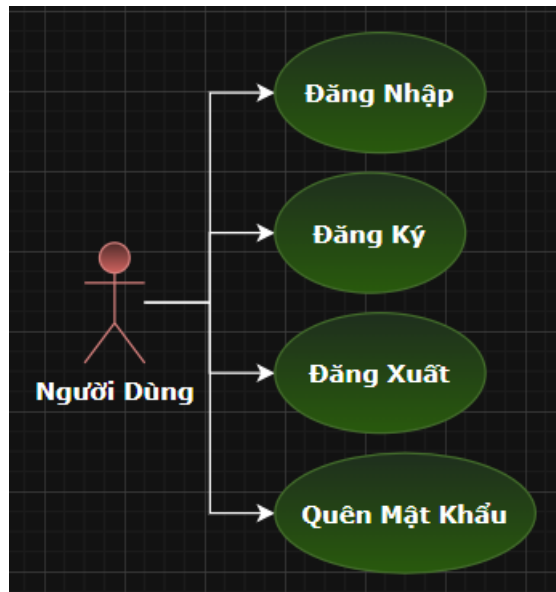 Đăng Nhập
Đăng Ký
Người Dùng
Đăng Xuất
Quên Mật Khẩu